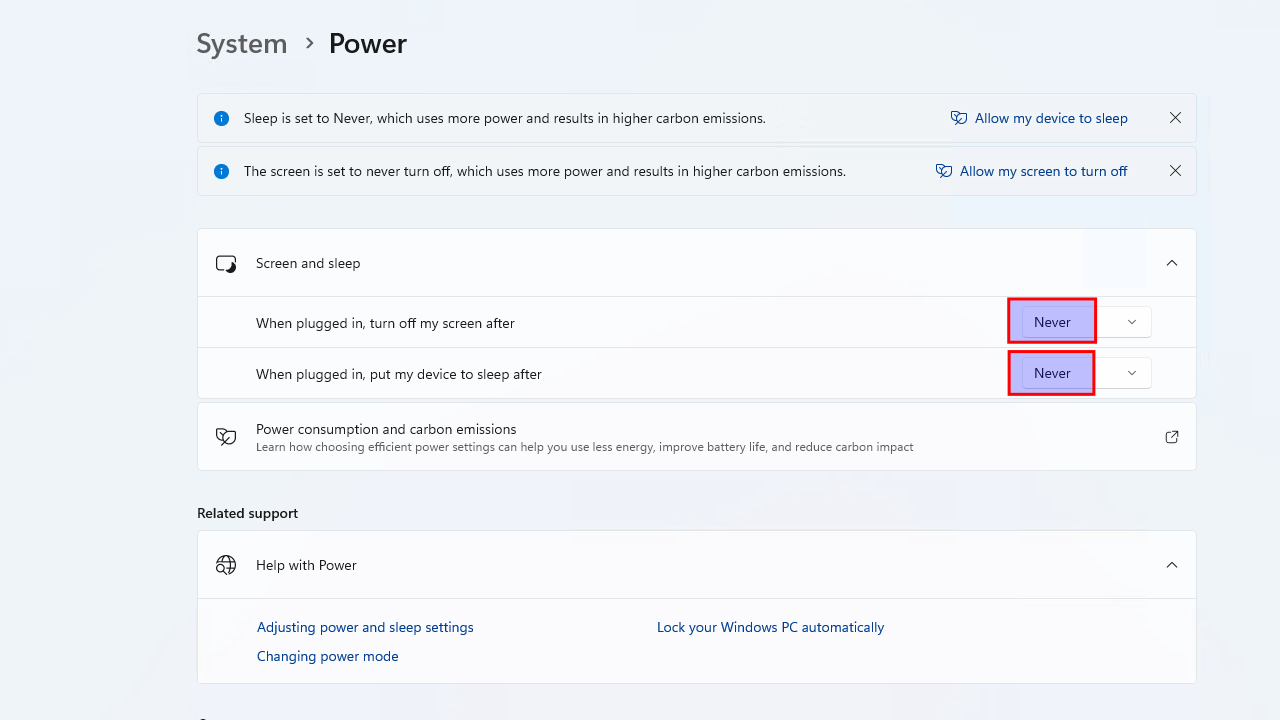 System > Power
Sleep is set to Never, which uses more power and results in higher carbon emissions. Allow my device to sleep
The screen is set to never turn off, which uses more power and results in higher carbon emissions. Allow my screen to turn off
Screen and sleep
When plugged in, turn off my screen after Never
When plugged in, put my device to sleep after Never
Power consumption and carbon emissions
Learn how choosing efficient power settings can help you use less energy, improve battery life, and reduce carbon impact
Related support
Help with Power
Adjusting power and sleep settings Lock your Windows PC automatically
Changing power mode